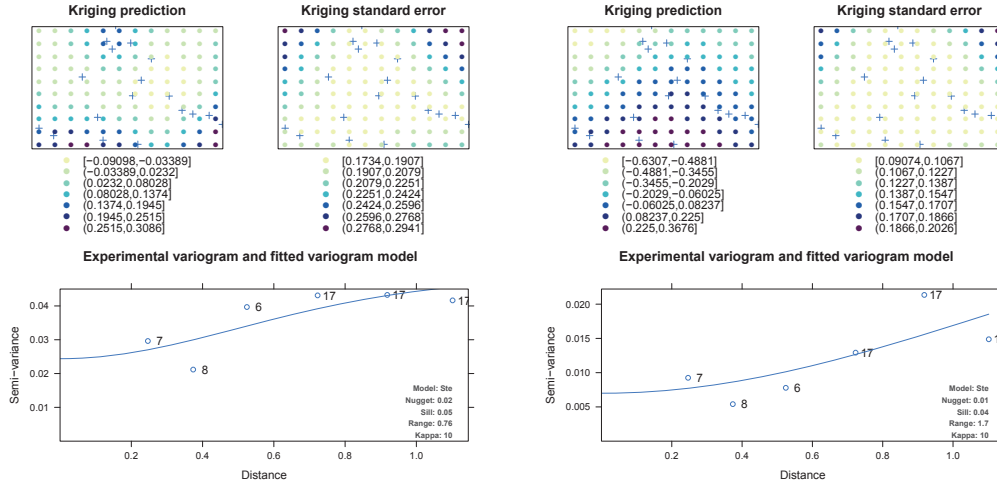 Kriging prediction
Kriging standard error
[-0.09098,-0.03389]
(-0.03389,0.0232]
(0.0232,0.08028]
(0.08028,0.1374]
(0.1374,0.1945]
(0.1945,0.2515]
(0.2515,0.3086]
[0.1734,0.1907]
(0.1907,0.2079]
(0.2079,0.2251]
(0.2251,0.2424]
(0.2424,0.2596]
(0.2596,0.2768]
(0.2768,0.2941]
Experimental variogram and fitted variogram model
Semi-variance
0.04
0.03
0.02
0.01
7
8
6
17
17
17
Model: Ste
Nugget: 0.02
Sill: 0.05
Range: 0.76
Kappa: 10
0.2
0.4
0.6
0.8
1.0
Distance
Kriging prediction
Kriging standard error
[-0.6307,-0.4881]
(-0.4881,-0.3455]
(-0.3455,-0.2029]
(-0.2029,-0.06025]
(-0.06025,0.08237]
(0.08237,0.225]
(0.225,0.3676]
[0.09074,0.1067]
(0.1067,0.1227]
(0.1227,0.1387]
(0.1387,0.1547]
(0.1547,0.1707]
(0.1707,0.1866]
(0.1866,0.2026]
Experimental variogram and fitted variogram model
Semi-variance
0.020
0.015
0.010
0.005
7
8
6
17
17
Model: Ste
Nugget: 0.01
Sill: 0.04
Range: 1.7
Kappa: 10
0.2
0.4
0.6
0.8
1.0
Distance